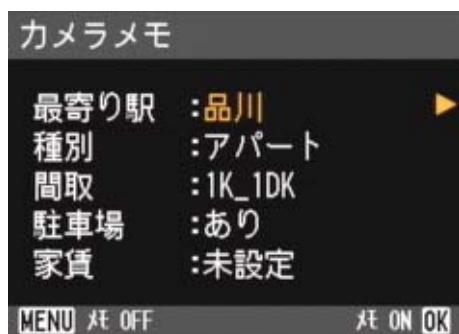 カメラメモ
最寄り駅 :品川
種別 :アパート
間取 :1K_1DK
駐車場 :あり
家賃 :未設定
MENU メモ OFF メモ ON OK